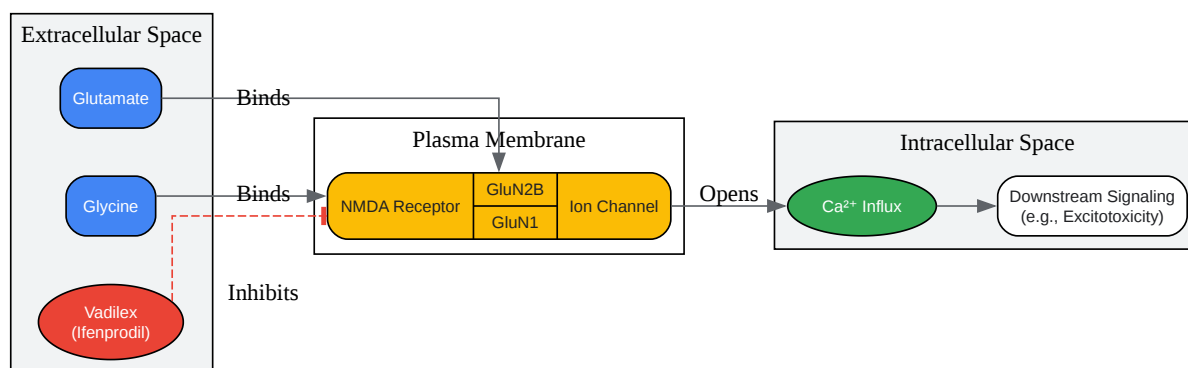 Extracellular Space
Glutamate
Binds
Plasma Membrane
Intracellular Space
Glycine
Binds
NMDA Receptor
GluN2B
GluN1
Ion Channel
Opens
Ca²⁺ Influx
Downstream Signaling
(e.g., Excitotoxicity)
Inhibits
Vadilex
(Ifenprodil)